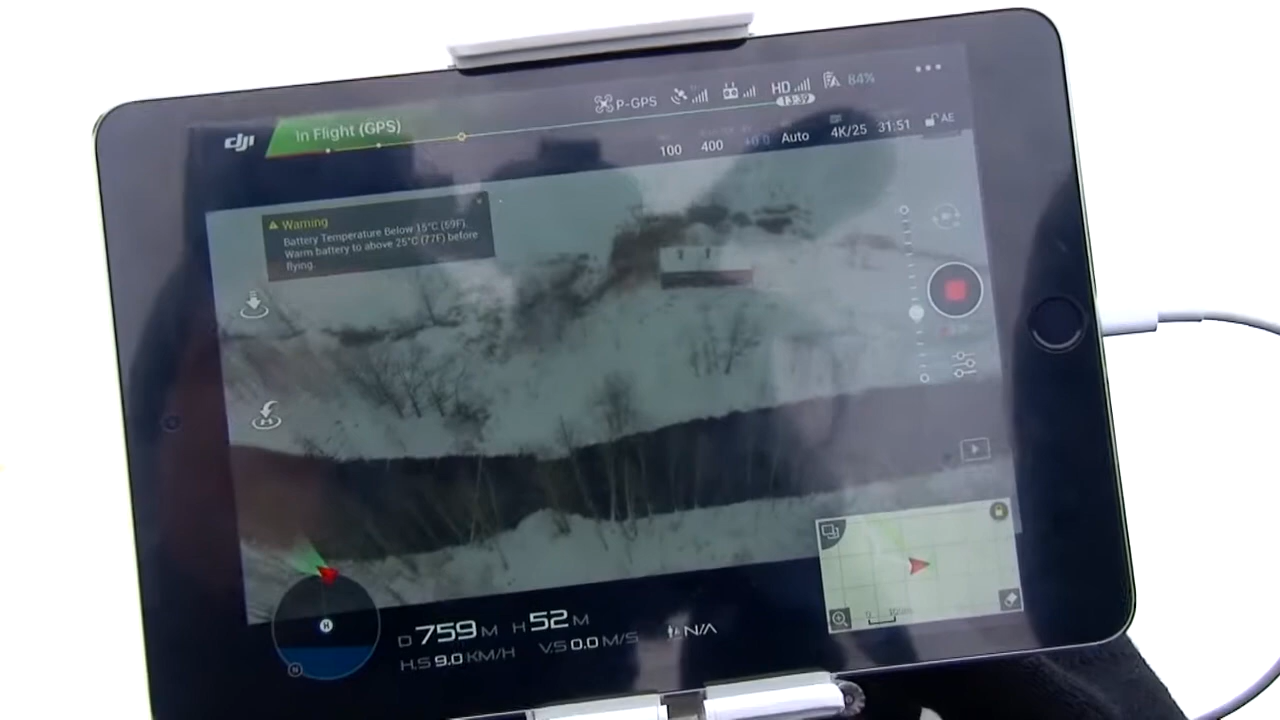 dji In Flight (GPS) P-GPS HD 84%
13:39
100 400 +0.0 Auto 4K/25 31:51 AE
Warning
Battery Temperature Below 15°C (59F).
Warm battery to above 25°C (77F) before
flying.
H
N
D 759 M H 52 M
H.S 9.0 KM/H V.S 0.0 M/S N/A